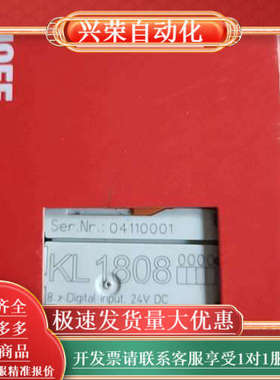 兴荣自动化
Ser.Nr.: 04110001
KL 1808
8 x Digital input, 24V DC
极速发货量大优惠
开发票请联系客服享受1对1服